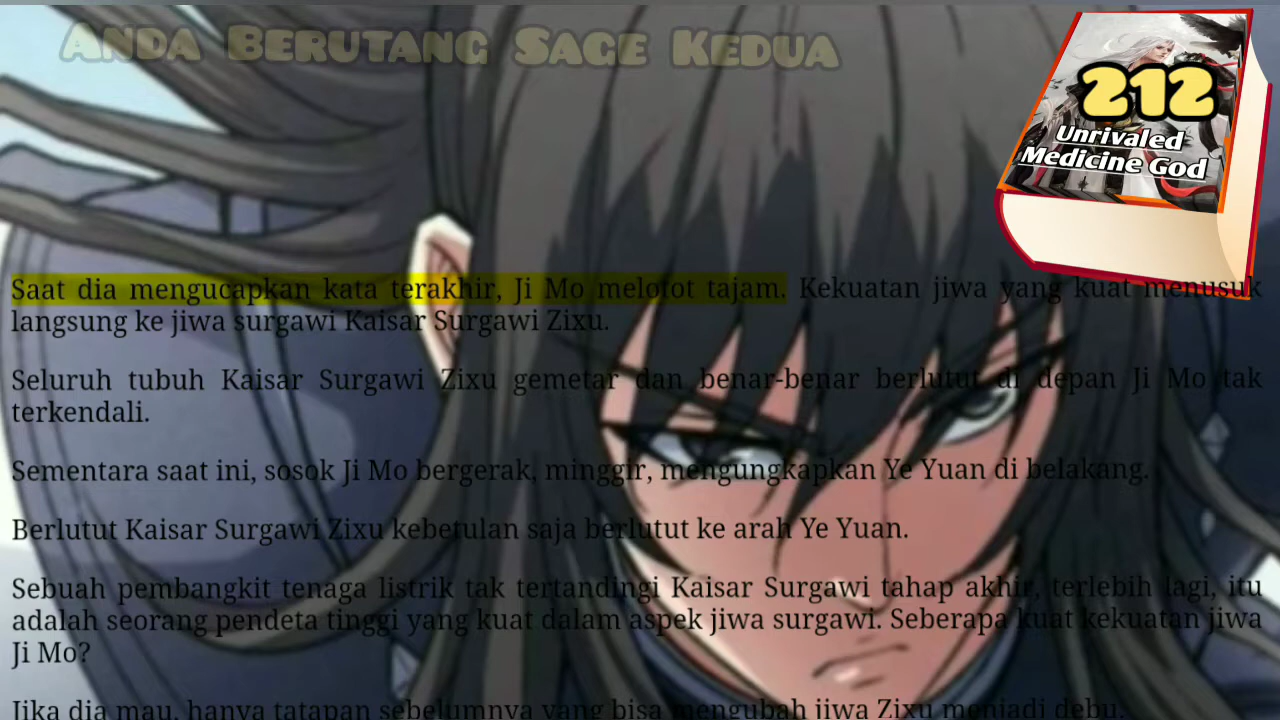 Anda Berutang Sage Kedua
212
Unrivaled
Medicine God
Saat dia mengucapkan kata terakhir, Ji Mo melotot tajam. Kekuatan jiwa yang kuat menusuk
langsung ke jiwa surgawi Kaisar Surgawi Zixu.
Seluruh tubuh Kaisar Surgawi Zixu gemetar dan benar-benar berlutut di depan Ji Mo tak
terkendali.
Sementara saat ini, sosok Ji Mo bergerak, minggir, mengungkapkan Ye Yuan di belakang.
Berlutut Kaisar Surgawi Zixu kebetulan saja berlutut ke arah Ye Yuan.
Sebuah pembangkit tenaga listrik tak tertandingi Kaisar Surgawi tahap akhir, terlebih lagi, itu
adalah seorang pendeta tinggi yang kuat dalam aspek jiwa surgawi. Seberapa kuat kekuatan jiwa
Ji Mo?
Jika dia mau, hanya tatapan sebelumnya yang bisa mengubah jiwa Zixu menjadi debu.